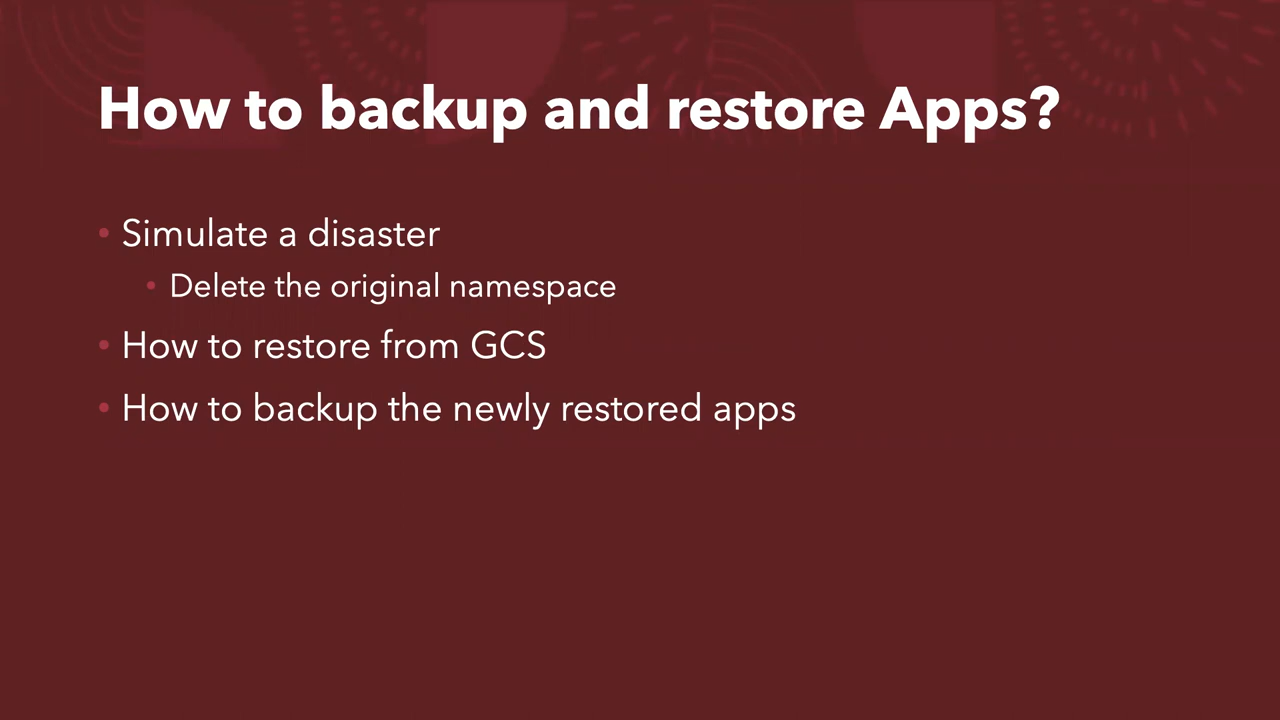 How to backup and restore Apps?
• Simulate a disaster
• Delete the original namespace
• How to restore from GCS
• How to backup the newly restored apps